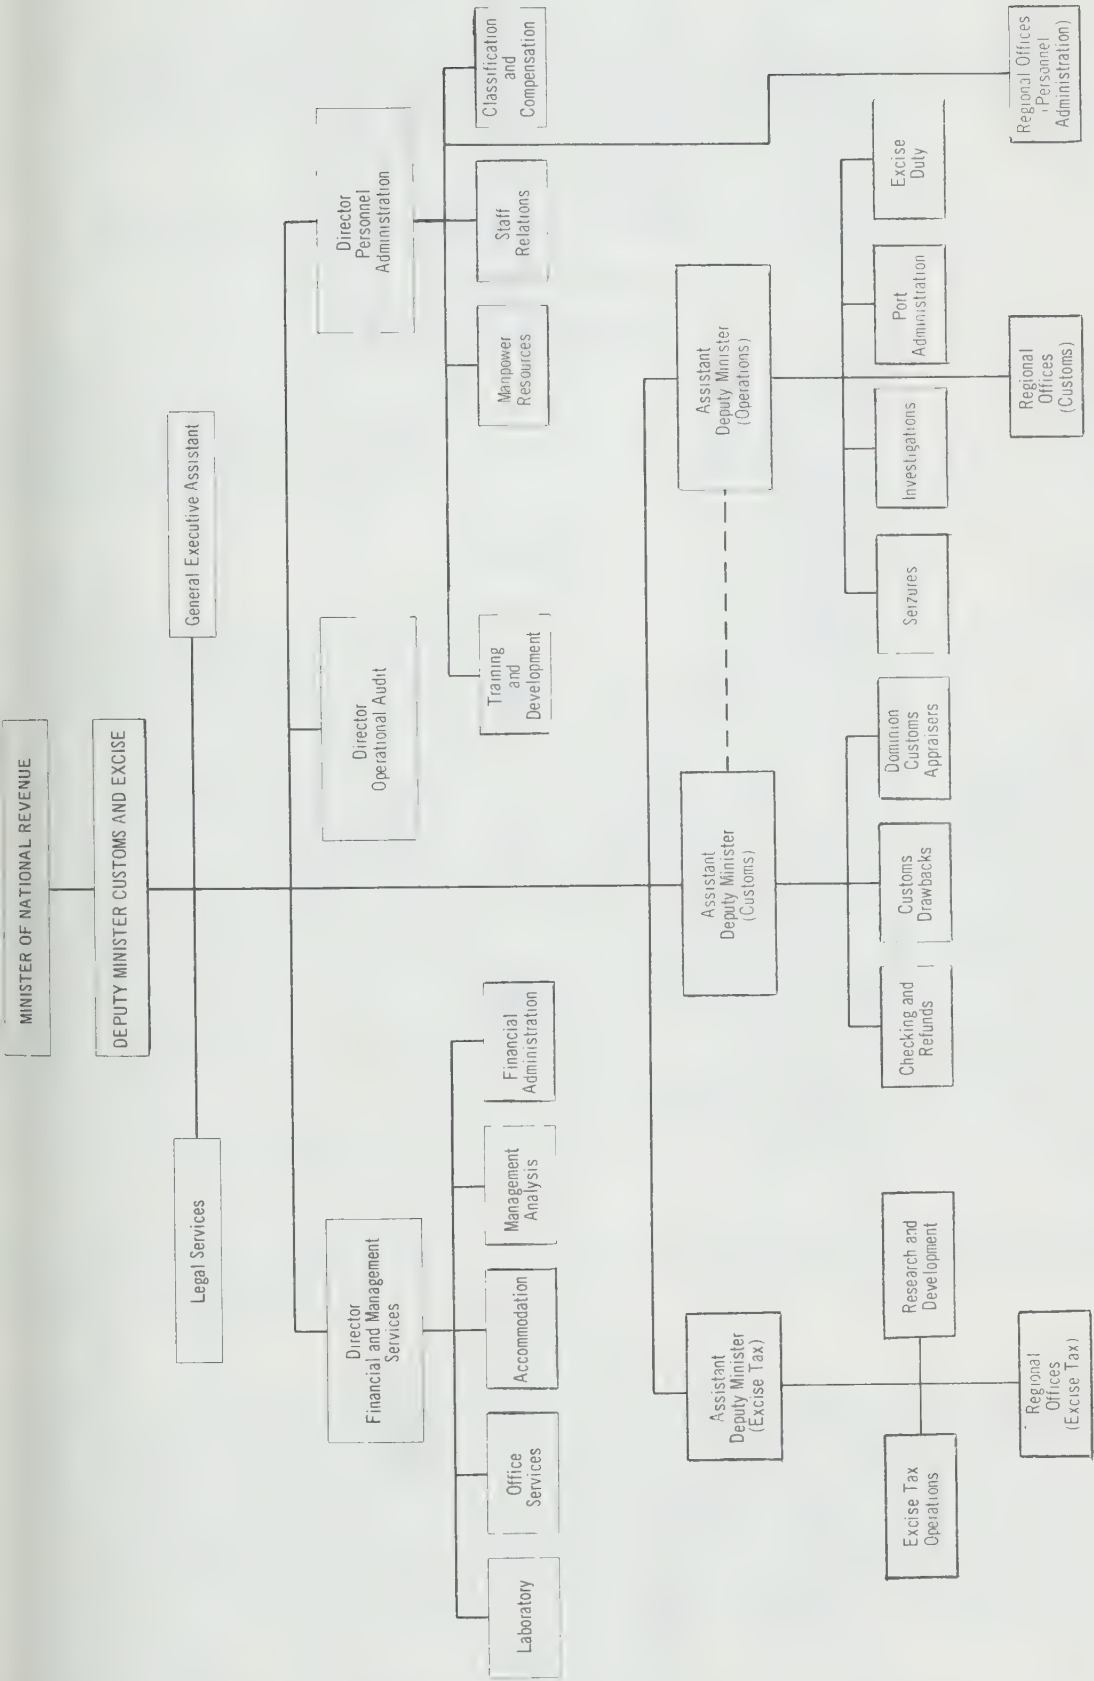 MINISTER OF NATIONAL REVENUE
DEPUTY MINISTER CUSTOMS AND EXCISE
Legal Services
General Executive Assistant
Director
Financial and Management
Services
Director
Operational Audit
Director
Personnel
Administration
Laboratory
Office
Services
Accommodation
Management
Analysis
Financial
Administration
Training
and
Development
Manpower
Resources
Staff
Relations
Classification
and
Compensation
Assistant
Deputy Minister
(Excise Tax)
Assistant
Deputy Minister
(Customs)
Assistant
Deputy Minister
(Operations)
Excise Tax
Operations
Research and
Development
Checking and
Refunds
Customs
Drawbacks
Dominion
Customs
Appraisers
Seizures
Investigations
Port
Administration
Excise
Duty
Regional
Offices
(Excise Tax)
Regional
Offices
(Customs)
Regional Offices
(Personnel
Administration)